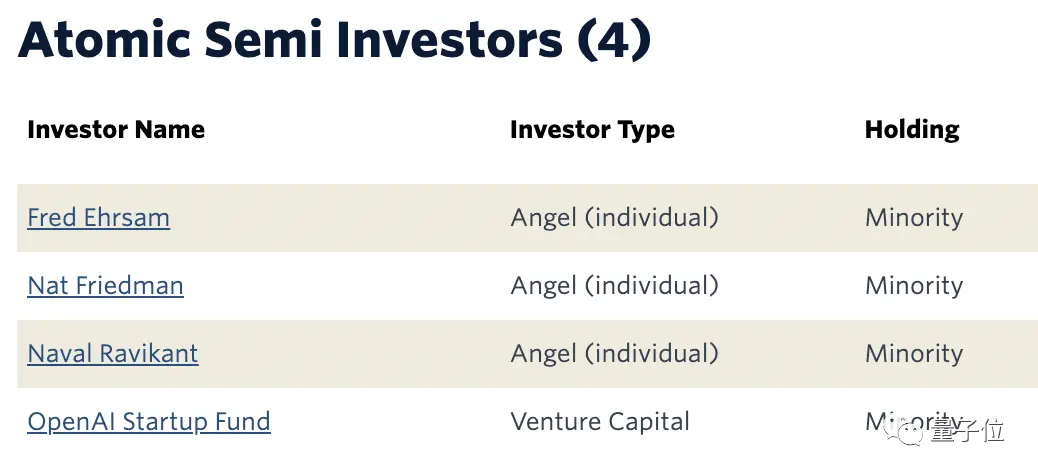 Atomic Semi Investors (4)
Investor Name Investor Type Holding
Fred Ehrsam Angel (individual) Minority
Nat Friedman Angel (individual) Minority
Naval Ravikant Angel (individual) Minority
OpenAI Startup Fund Venture Capital Minority
量子位